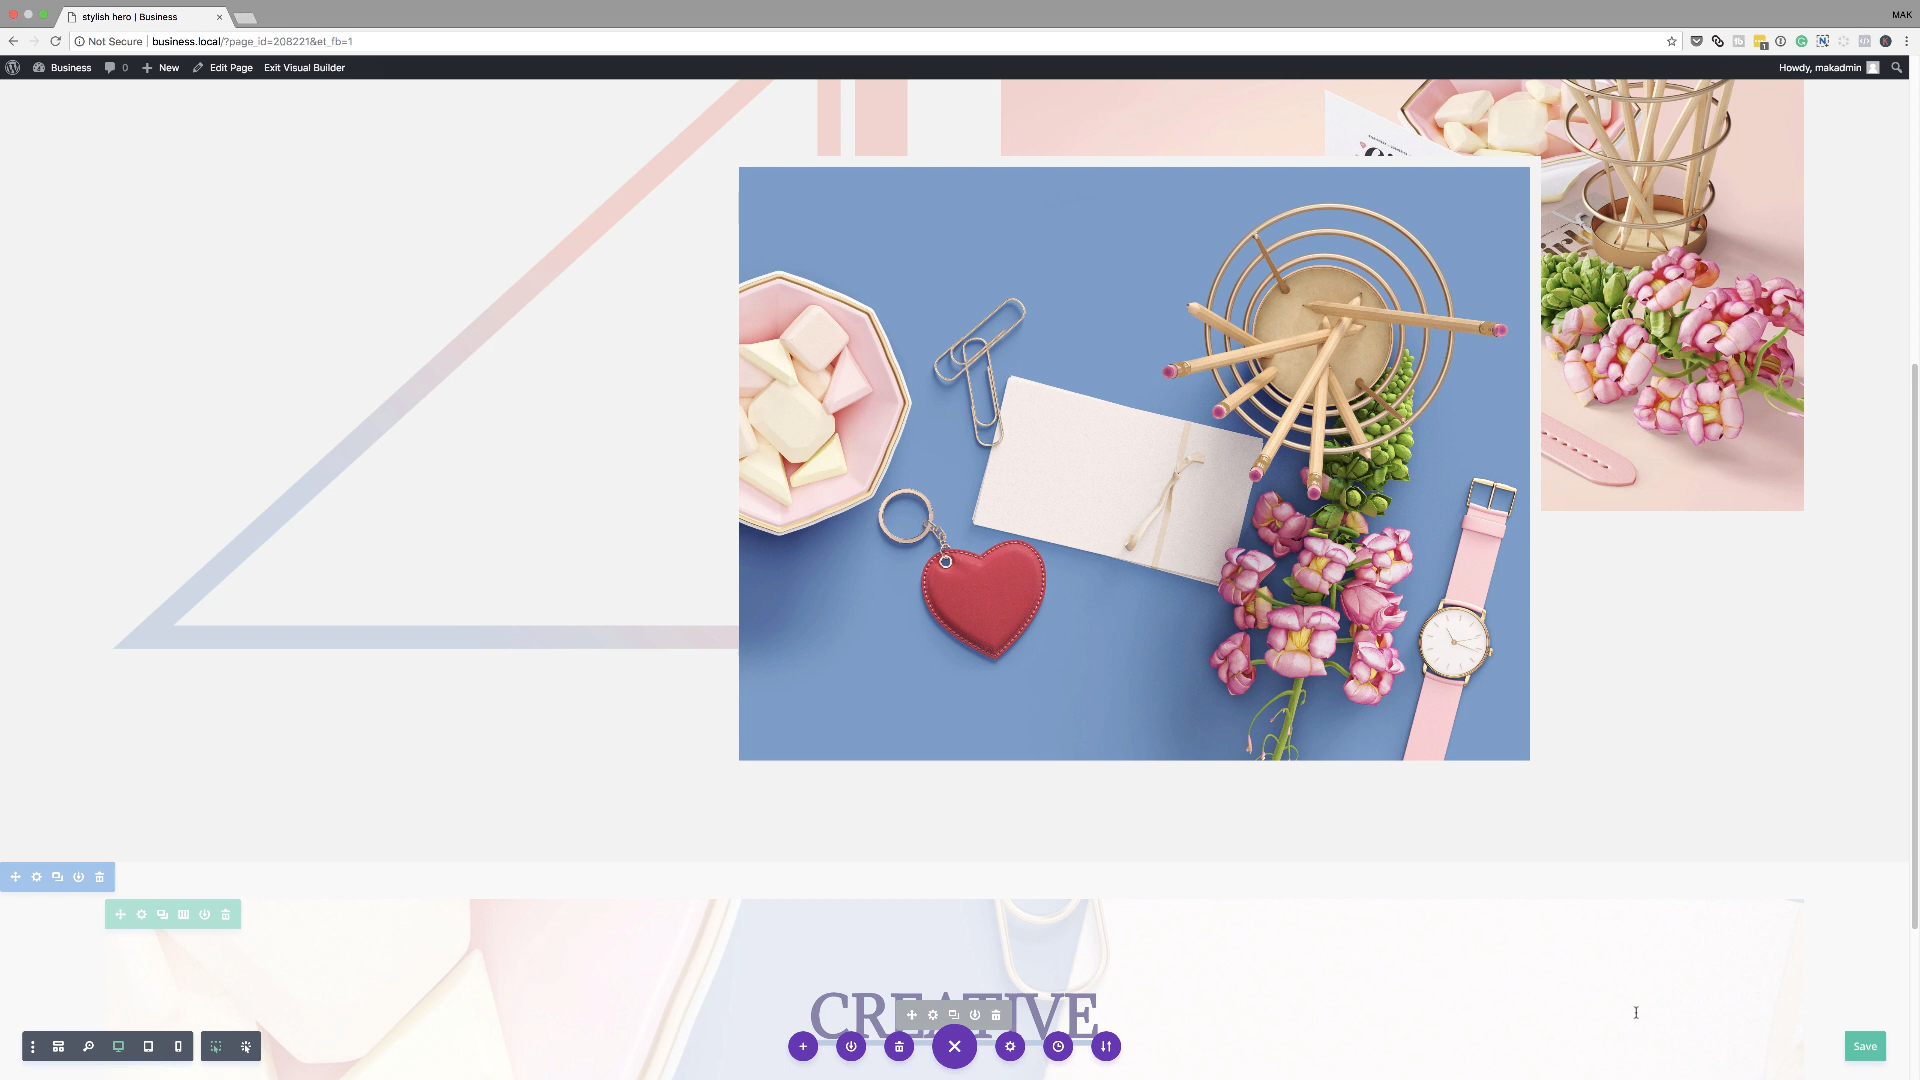 stylish hero | Business
MAK
Not Secure | business.local/?page_id=208221&et_fb=1
Business 0 New Edit Page Exit Visual Builder
Howdy, makadmin
CREATIVE
Save